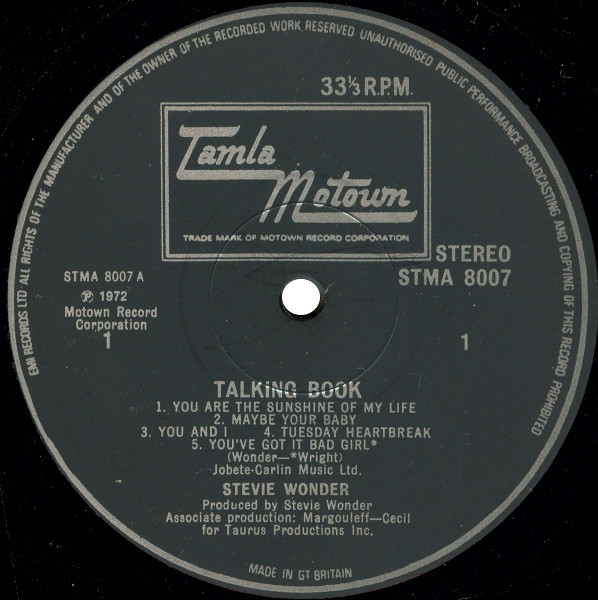 EMI RECORDS LTD ALL RIGHTS OF THE MANUFACTURER AND OF THE OWNER OF THE RECORDED WORK RESERVED UNAUTHORISED PUBLIC PERFORMANCE BROADCASTING AND COPYING OF THIS RECORD PROHIBITED
33⅓ R.P.M.
Tamla
Motown
TRADE MARK OF MOTOWN RECORD CORPORATION
STEREO
STMA 8007
STMA 8007 A
℗ 1972
Motown Record
Corporation
1
1
TALKING BOOK
1. YOU ARE THE SUNSHINE OF MY LIFE
2. MAYBE YOUR BABY
3. YOU AND I 4. TUESDAY HEARTBREAK
5. YOU'VE GOT IT BAD GIRL*
(Wonder—*Wright)
Jobete-Carlin Music Ltd.
STEVIE WONDER
Produced by Stevie Wonder
Associate production: Margouleff—Cecil
for Taurus Productions Inc.
MADE IN GT BRITAIN